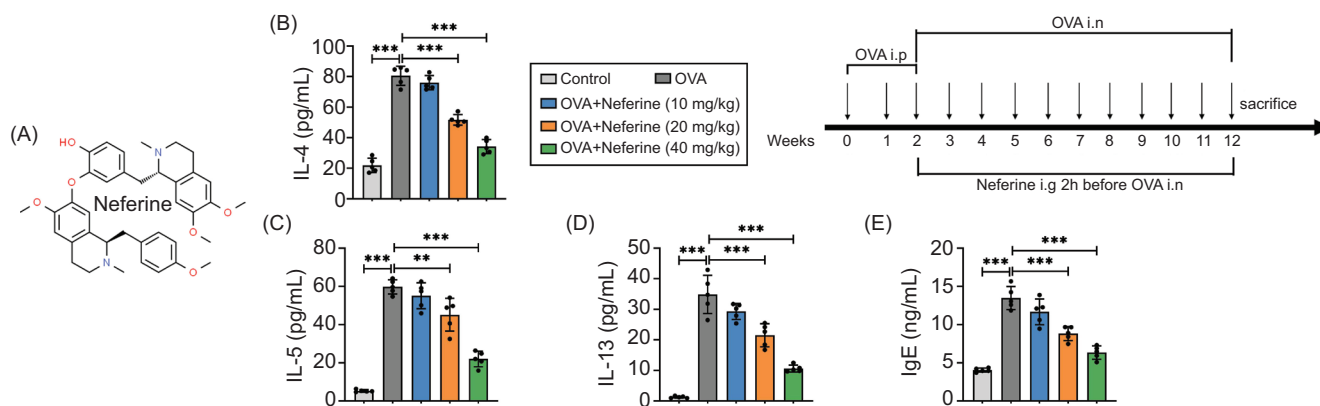 (A)
HO
N
O
O
Neferine
O
O
N
O
(B)
IL-4 (pg/mL)
100
80
60
40
20
0
***
***
***
Control
OVA
OVA+Neferine (10 mg/kg)
OVA+Neferine (20 mg/kg)
OVA+Neferine (40 mg/kg)
OVA i.n
OVA i.p
sacrifice
Weeks 0 1 2 3 4 5 6 7 8 9 10 11 12
Neferine i.g 2h before OVA i.n
(C)
IL-5 (pg/mL)
80
60
40
20
0
***
***
**
(D)
IL-13 (pg/mL)
50
40
30
20
10
0
***
***
***
(E)
IgE (ng/mL)
20
15
10
5
0
***
***
***